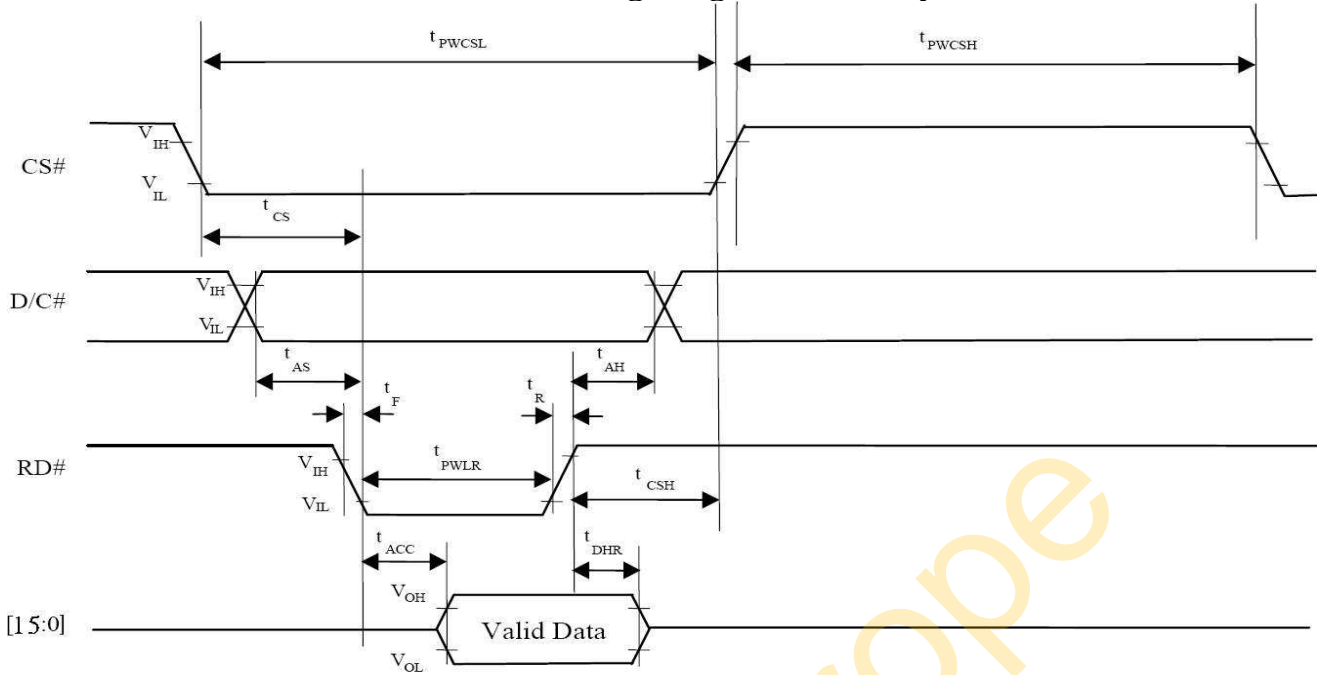 t PWCSL
t PWCSH
V IH
CS#
V IL
t CS
V IH
D/C#
V IL
t AS
t AH
t F
t R
V IH
RD#
t PWLR
t CSH
V IL
t ACC
t DHR
V OH
[15:0]
Valid Data
V OL
ope